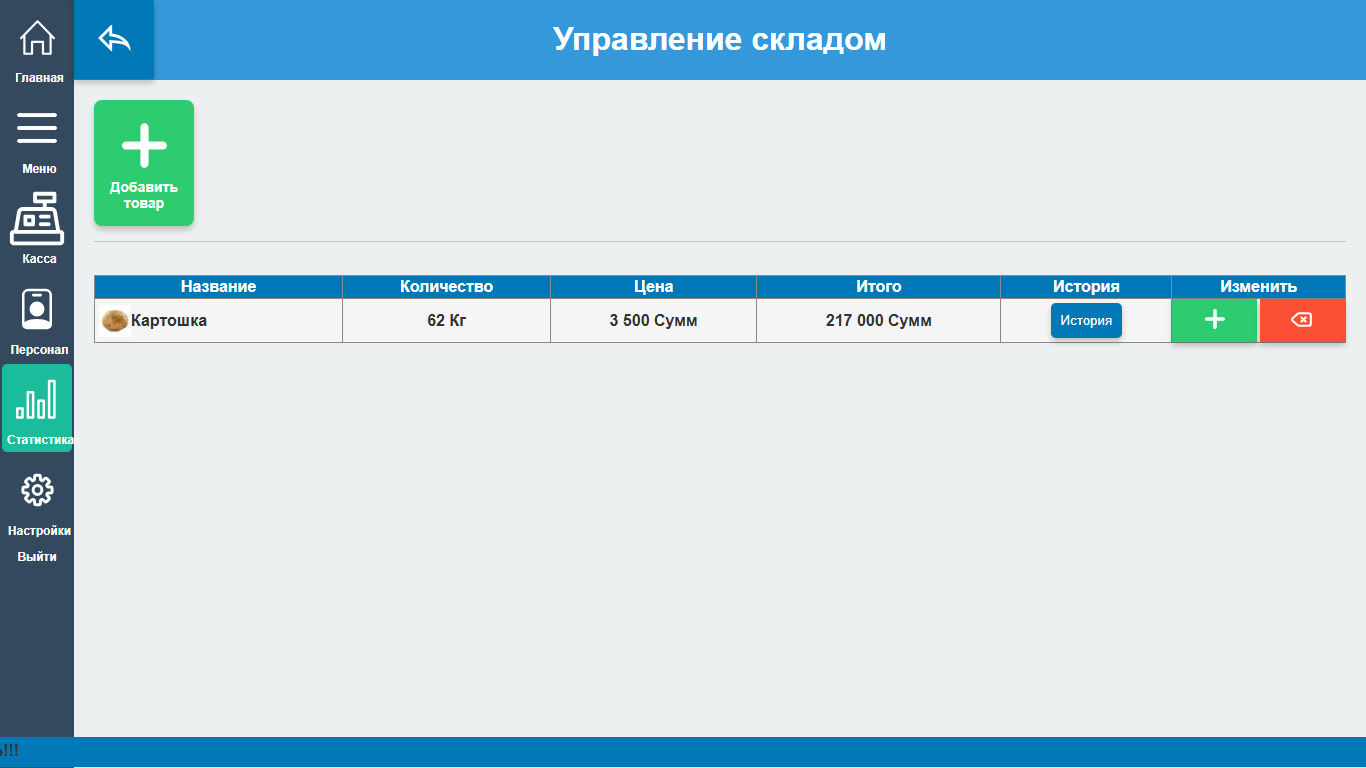 Управление складом
Главная
Меню
Касса
Персонал
Статистика
Настройки
Выйти
Добавить
товар
Название Количество Цена Итого История Изменить
Картошка 62 Кг 3 500 Сумм 217 000 Сумм История
!!!